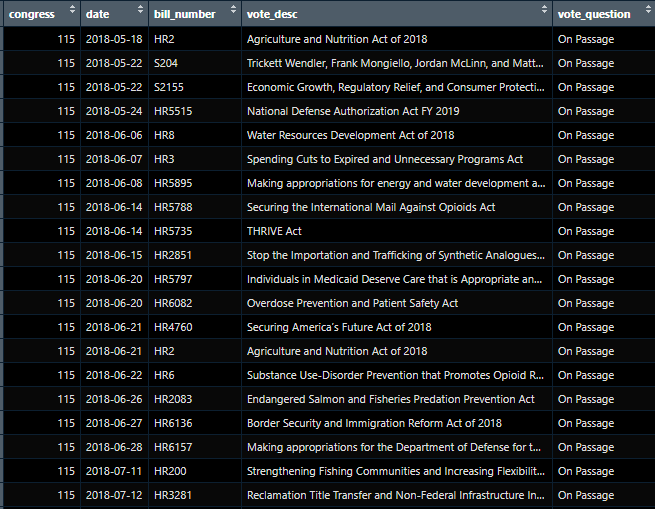 congress date bill_number vote_desc vote_question
115 2018-05-18 HR2 Agriculture and Nutrition Act of 2018 On Passage
115 2018-05-22 S204 Trickett Wendler, Frank Mongiello, Jordan McLinn, and Matt... On Passage
115 2018-05-22 S2155 Economic Growth, Regulatory Relief, and Consumer Protecti... On Passage
115 2018-05-24 HR5515 National Defense Authorization Act FY 2019 On Passage
115 2018-06-06 HR8 Water Resources Development Act of 2018 On Passage
115 2018-06-07 HR3 Spending Cuts to Expired and Unnecessary Programs Act On Passage
115 2018-06-08 HR5895 Making appropriations for energy and water development a... On Passage
115 2018-06-14 HR5788 Securing the International Mail Against Opioids Act On Passage
115 2018-06-14 HR5735 THRIVE Act On Passage
115 2018-06-15 HR2851 Stop the Importation and Trafficking of Synthetic Analogues... On Passage
115 2018-06-20 HR5797 Individuals in Medicaid Deserve Care that is Appropriate an... On Passage
115 2018-06-20 HR6082 Overdose Prevention and Patient Safety Act On Passage
115 2018-06-21 HR4760 Securing America's Future Act of 2018 On Passage
115 2018-06-21 HR2 Agriculture and Nutrition Act of 2018 On Passage
115 2018-06-22 HR6 Substance Use-Disorder Prevention that Promotes Opioid R... On Passage
115 2018-06-26 HR2083 Endangered Salmon and Fisheries Predation Prevention Act On Passage
115 2018-06-27 HR6136 Border Security and Immigration Reform Act of 2018 On Passage
115 2018-06-28 HR6157 Making appropriations for the Department of Defense for t... On Passage
115 2018-07-11 HR200 Strengthening Fishing Communities and Increasing Flexibilit... On Passage
115 2018-07-12 HR3281 Reclamation Title Transfer and Non-Federal Infrastructure In... On Passage